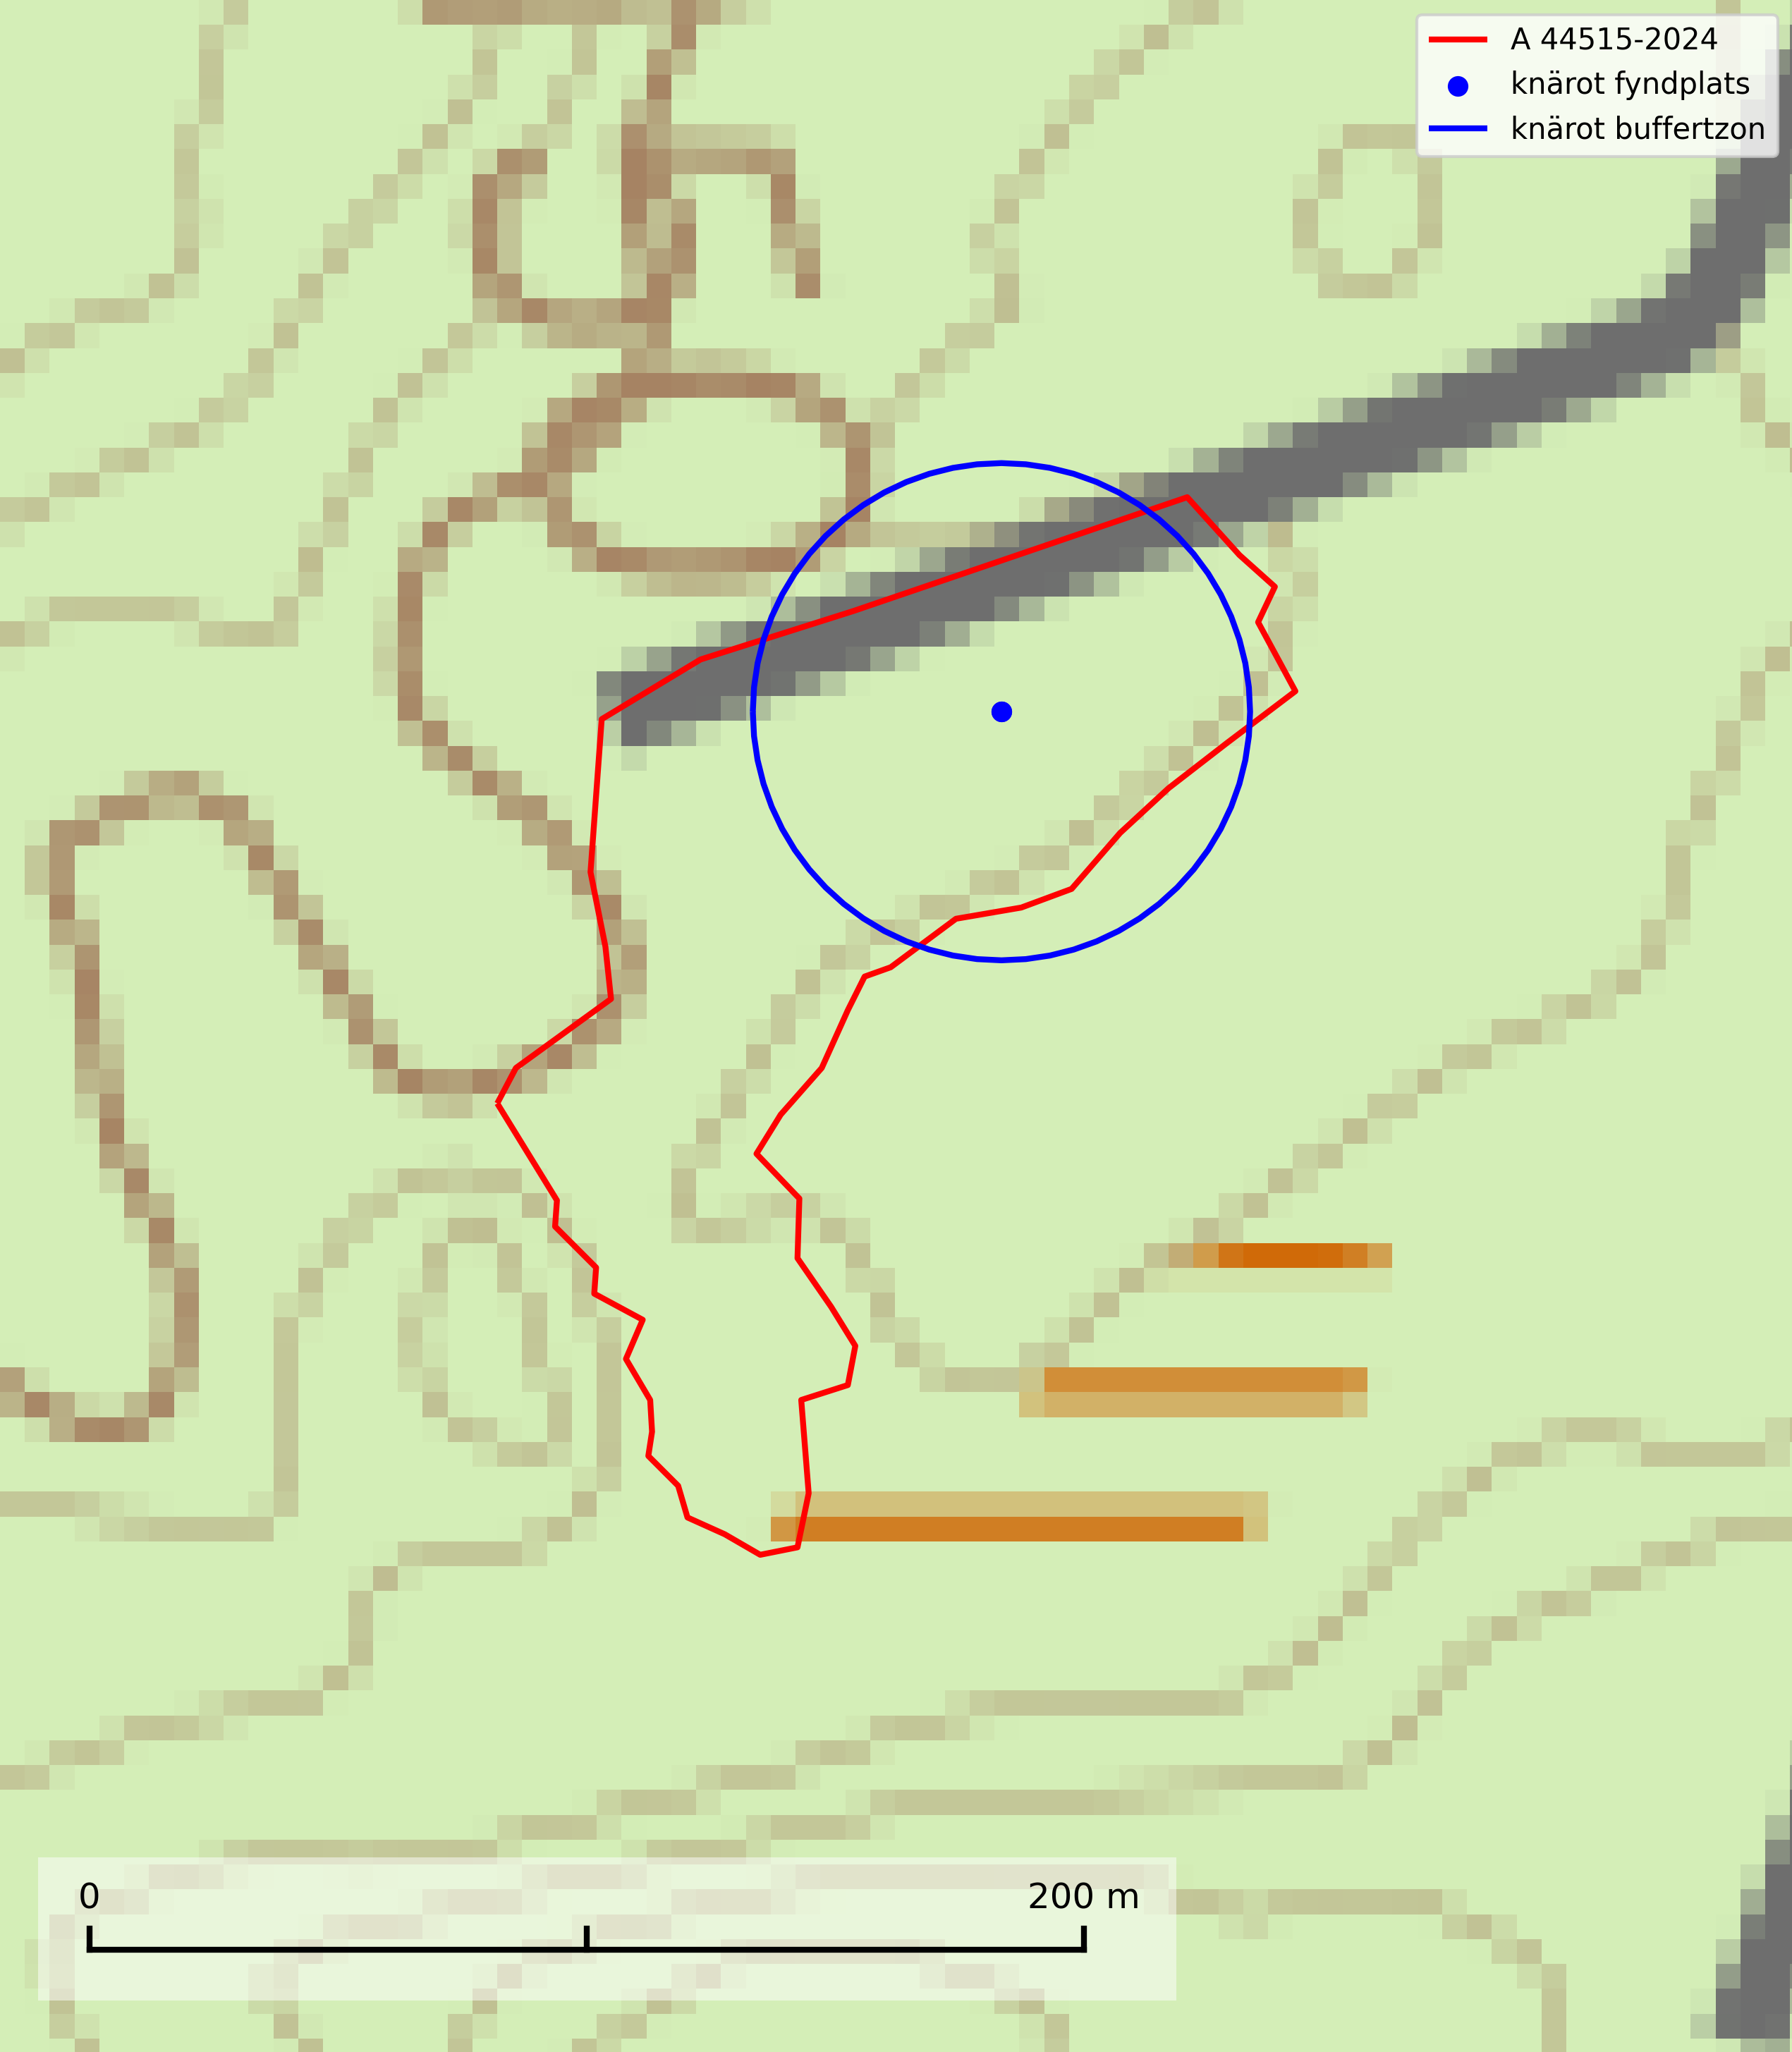 A 44515-2024
knärot fyndplats
knärot buffertzon
0 200 m